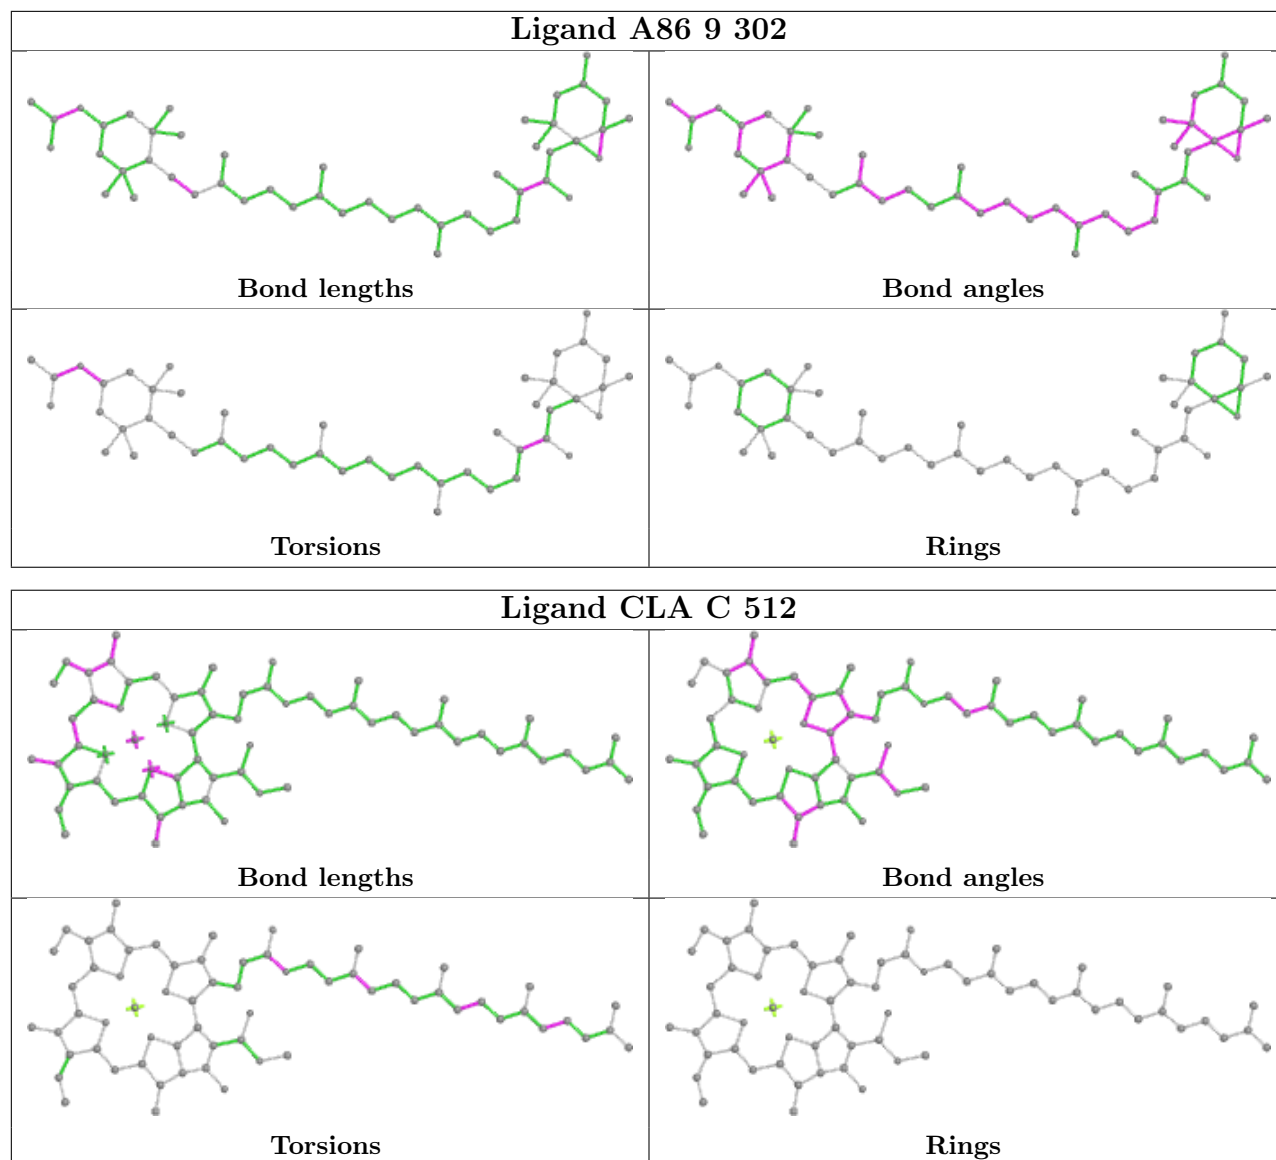 Ligand A86 9 302
Bond lengths
Bond angles
Torsions
Rings
Ligand CLA C 512
Bond lengths
Bond angles
Torsions
Rings